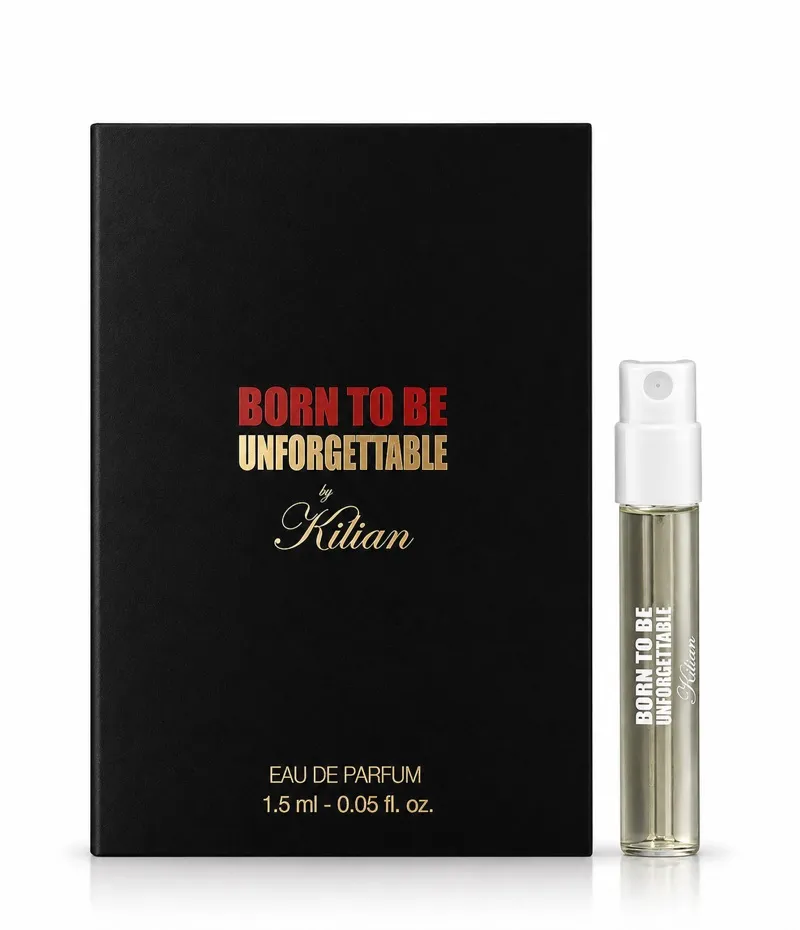 BORN TO BE
UNFORGETTABLE
by
Kilian
EAU DE PARFUM
1.5 ml - 0.05 fl. oz.
BORN TO BE
UNFORGETTABLE
Kilian